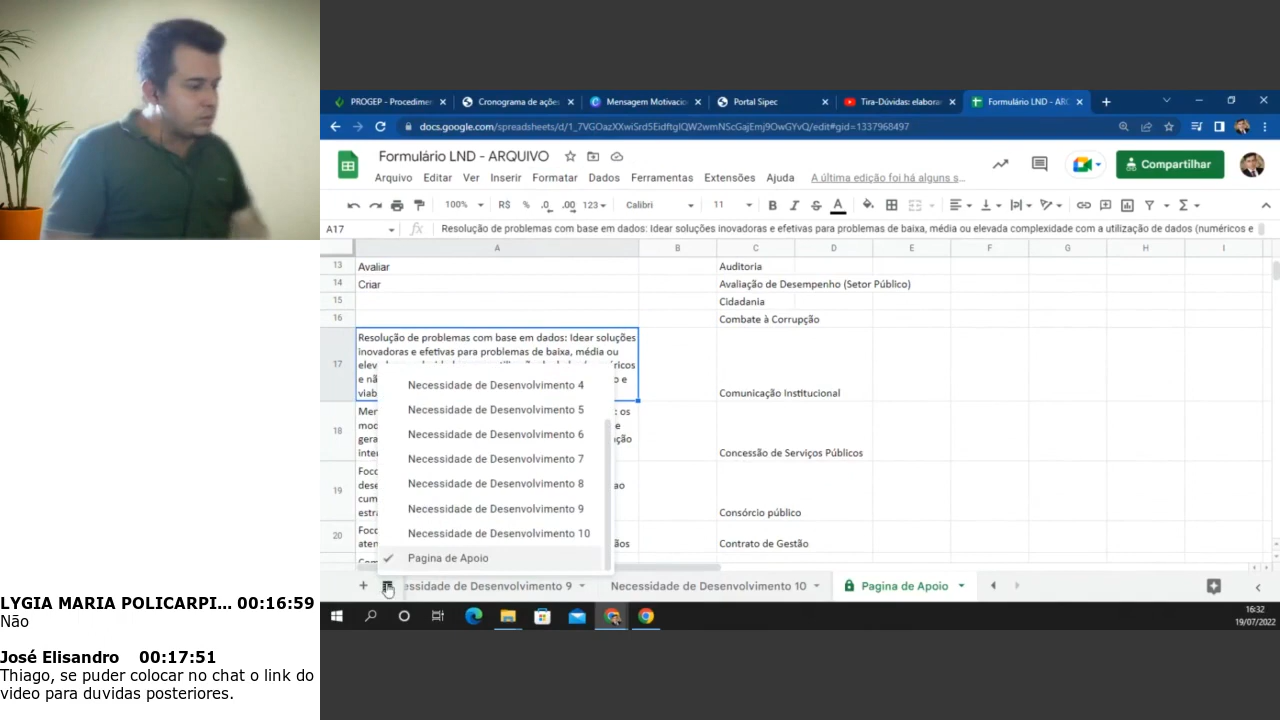 PROGEP - Procedimer
Cronograma de açõe
Mensagem Motivacio
Portal Sipec
Tira-Dúvidas: elabora
Formulário LND - AR
docs.google.com/spreadsheets/d/1_7VGOazXXwiSrd5EidftgIQW2wmNScGajEmj9OwGYvQ/edit#gid=1337968497
Formulário LND - ARQUIVO
Compartilhar
Arquivo Editar Ver Inserir Formatar Dados Ferramentas Extensões Ajuda A última edição foi há alguns s...
100% R$ % .0 .00 123 Calibri 11
A17 fx Resolução de problemas com base em dados: Idear soluções inovadoras e efetivas para problemas de baixa, média ou elevada complexidade com a utilização de dados (numéricos e
A B C D E F G H I
13 Avaliar Auditoria
14 Criar Avaliação de Desempenho (Setor Público)
15 Cidadania
16 Combate à Corrupção
Resolução de problemas com base em dados: Idear soluções
inovadoras e efetivas para problemas de baixa, média ou
17
Comunicação Institucional
18
Concessão de Serviços Públicos
19
Consórcio público
20
Contrato de Gestão
Necessidade de Desenvolvimento 4
Necessidade de Desenvolvimento 5
Necessidade de Desenvolvimento 6
Necessidade de Desenvolvimento 7
Necessidade de Desenvolvimento 8
Necessidade de Desenvolvimento 9
Necessidade de Desenvolvimento 10
Pagina de Apoio
essidade de Desenvolvimento 9
Necessidade de Desenvolvimento 10
Pagina de Apoio
16:32
19/07/2022
LYGIA MARIA POLICARPI... 00:16:59
Não
José Elisandro 00:17:51
Thiago, se puder colocar no chat o link do
video para duvidas posteriores.